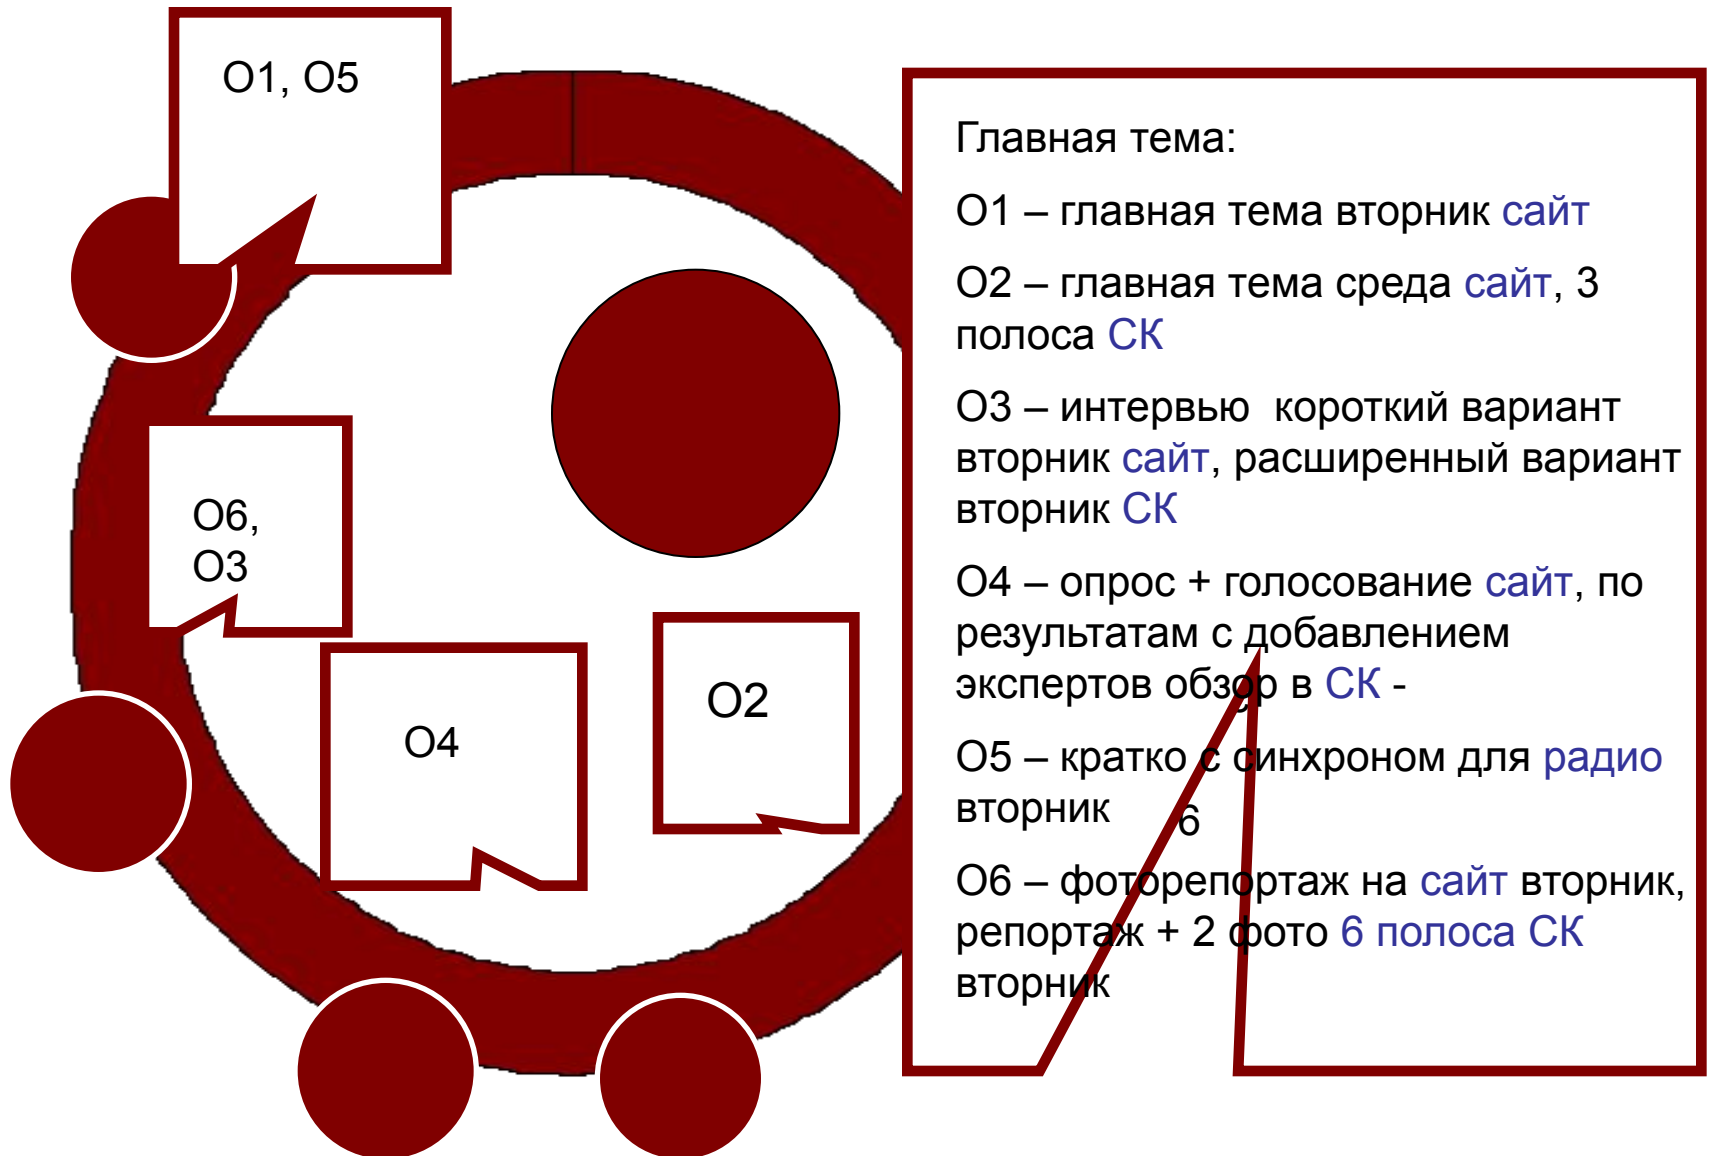 О1, О5
О6,
О3
О4
О2
Главная тема:
О1 – главная тема вторник сайт
О2 – главная тема среда сайт, 3
полоса СК
О3 – интервью  короткий вариант
вторник сайт, расширенный вариант
вторник СК
О4 – опрос + голосование сайт, по
результатам с добавлением
экспертов обзор в СК -
О5 – кратко с синхроном для радио
вторник
6
О6 – фоторепортаж на сайт вторник,
репортаж + 2 фото 6 полоса СК
вторник